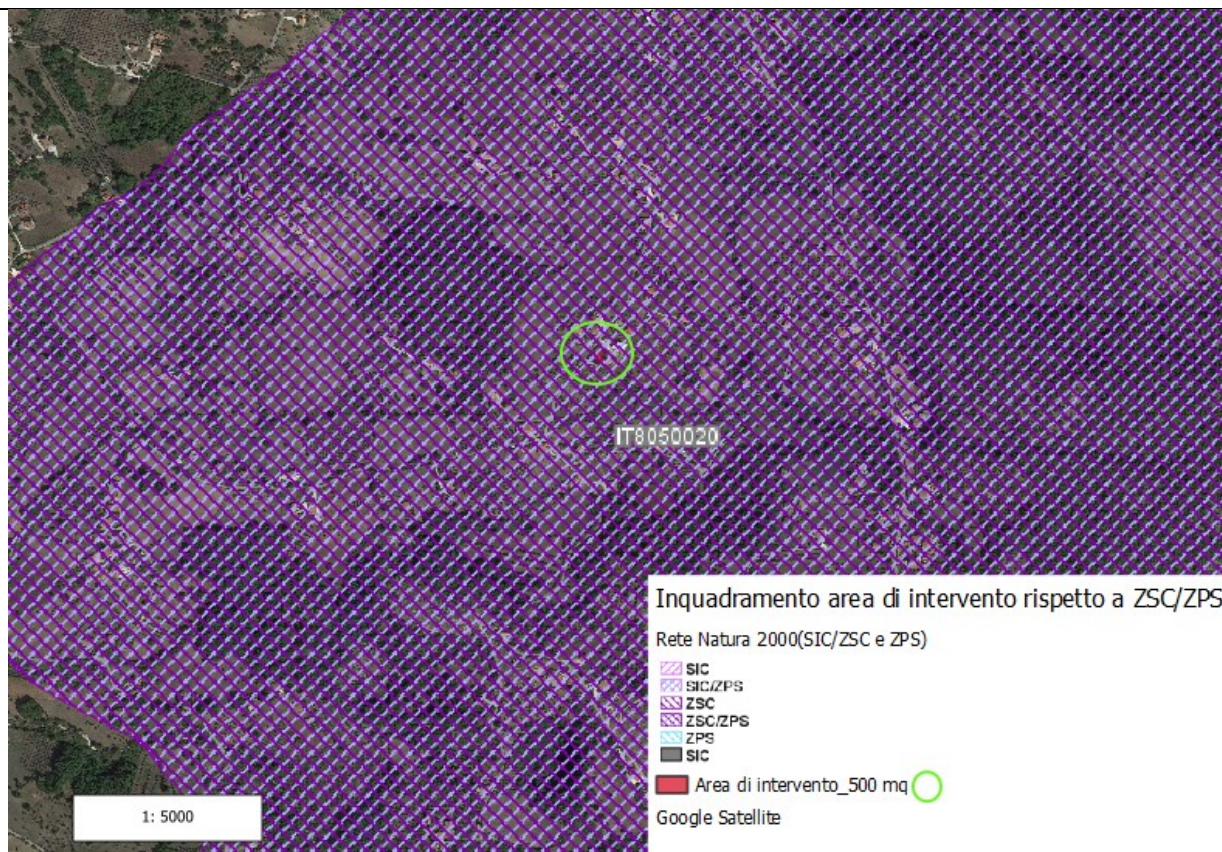 IT8050020
Inquadramento area di intervento rispetto a ZSC/ZPS
Rete Natura 2000(SIC/ZSC e ZPS)
SIC
SIC/ZPS
ZSC
ZSC/ZPS
ZPS
SIC
Area di intervento_500 mq
Google Satellite
1: 5000